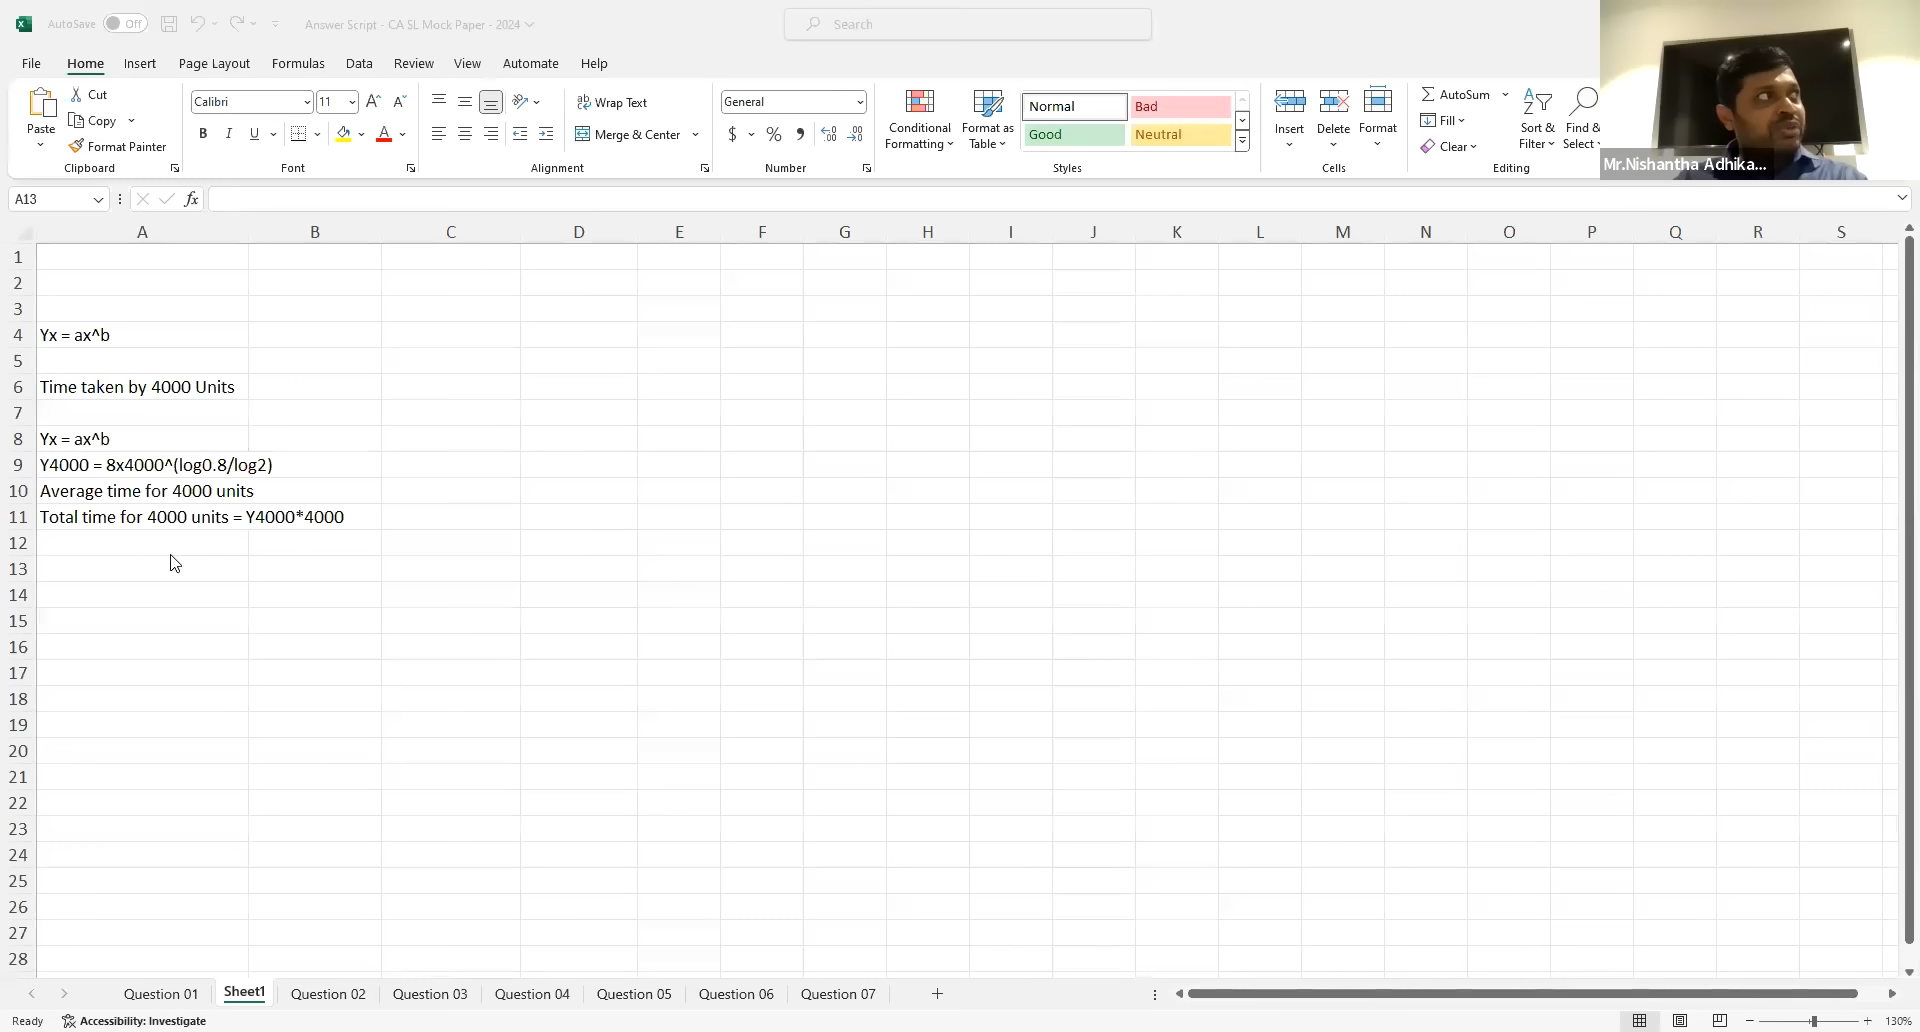 AutoSave Off Answer Script - CA SL Mock Paper - 2024 Search
File Home Insert Page Layout Formulas Data Review View Automate Help
Paste Cut Copy Format Painter
Clipboard
Calibri 11
B I U A
Font
Wrap Text
Merge & Center
Alignment
General
$ % ,
Number
Conditional Formatting
Format as Table
Normal Bad
Good Neutral
Styles
Insert Delete Format
Cells
AutoSum
Fill
Clear
Sort & Filter
Find & Select
Editing
Mr.Nishantha Adhika...
A13 fx
A B C D E F G H I J K L M N O P Q R S
1
2
3
4 Yx = ax^b
5
6 Time taken by 4000 Units
7
8 Yx = ax^b
9 Y4000 = 8x4000^(log0.8/log2)
10 Average time for 4000 units
11 Total time for 4000 units = Y4000*4000
12
13
14
15
16
17
18
19
20
21
22
23
24
25
26
27
28
Question 01 Sheet1 Question 02 Question 03 Question 04 Question 05 Question 06 Question 07
Ready Accessibility: Investigate 130%